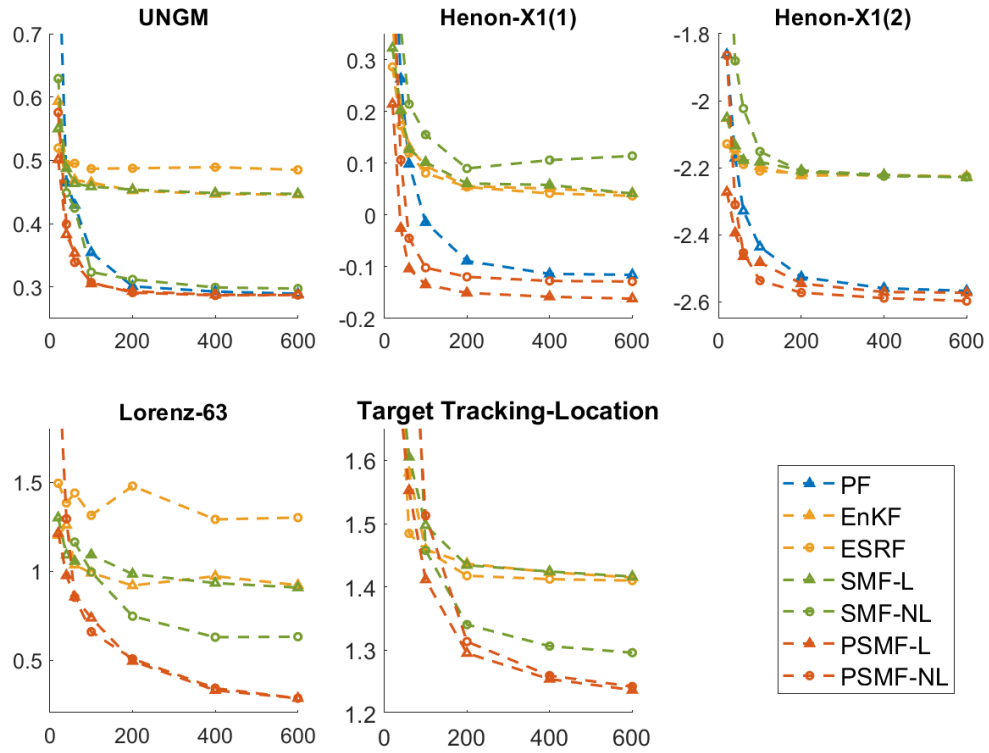 UNGM
Henon-X1(1)
Henon-X1(2)
0.7
0.6
0.5
0.4
0.3
0 200 400 600
0.3
0.2
0.1
0
-0.1
-0.2
0 200 400 600
-1.8
-2
-2.2
-2.4
-2.6
0 200 400 600
Lorenz-63
Target Tracking-Location
1.5
1
0.5
0 200 400 600
1.6
1.5
1.4
1.3
1.2
0 200 400 600
PF
EnKF
ESRF
SMF-L
SMF-NL
PSMF-L
PSMF-NL